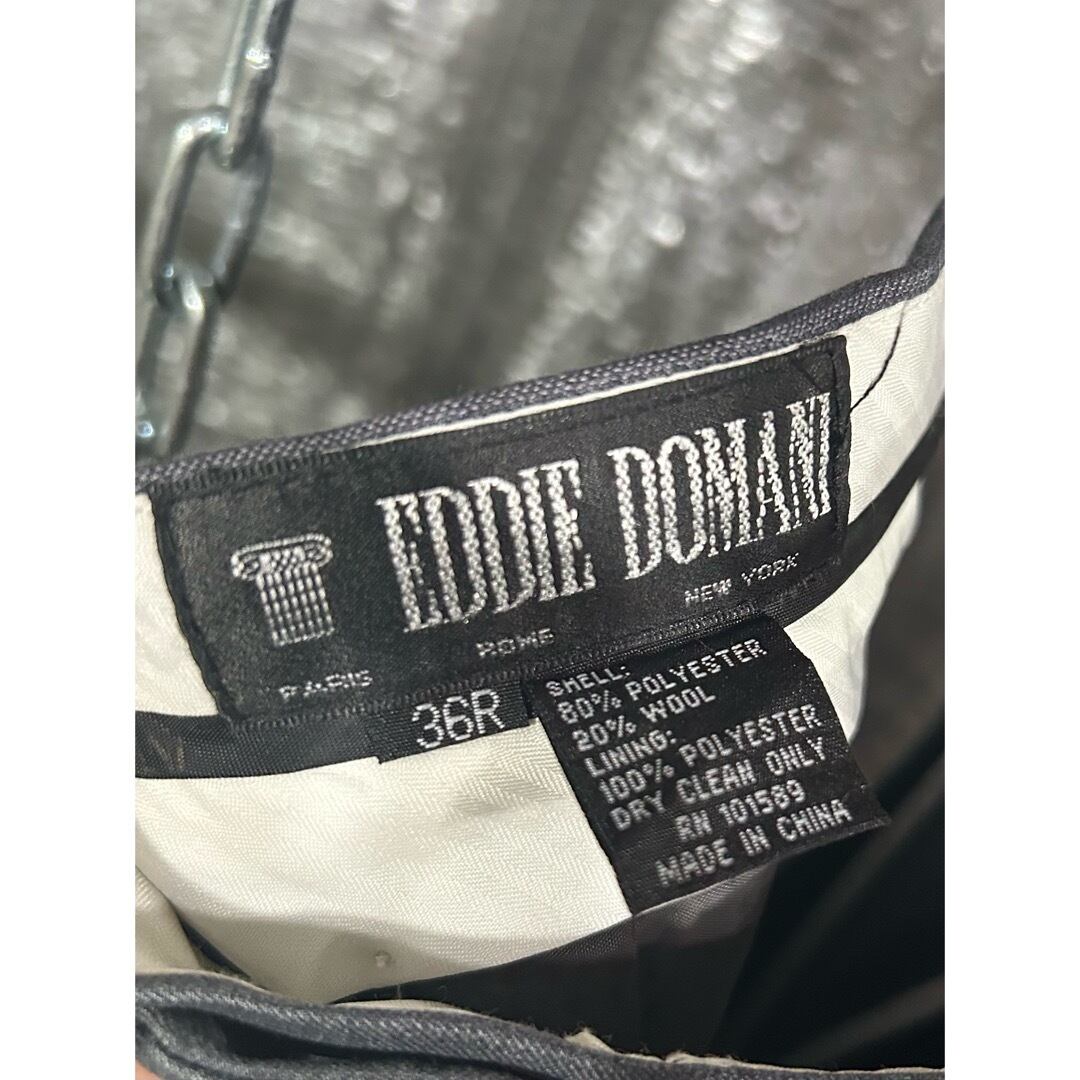 EDDIE DOMANI
PARIS ROME NEW YORK
36R
SHELL:
80% POLYESTER
20% WOOL
LINING:
100% POLYESTER
DRY CLEAN ONLY
RN 101589
MADE IN CHINA